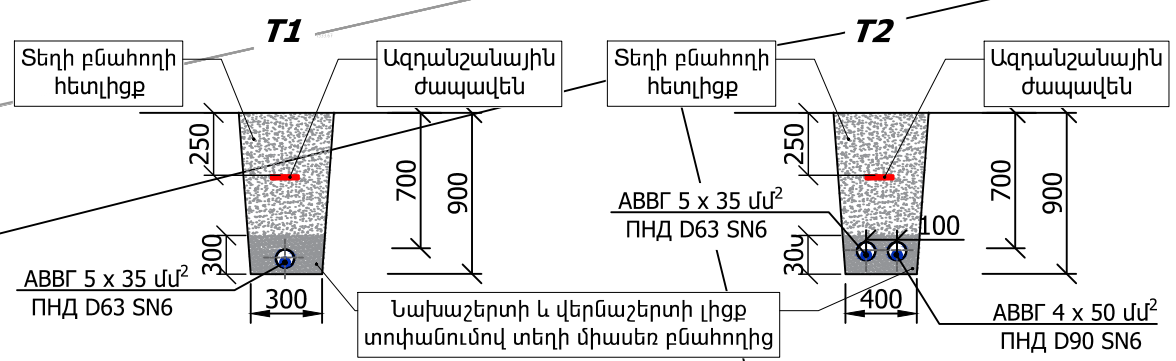 T1
Տեղի բնահողի
հետլիցք
Ազդանշանային
ժապավեն
250
700
900
300
300
АВВГ 5 x 35 մմ²
ПНД D63 SN6
T2
Տեղի բնահողի
հետլիցք
Ազդանշանային
ժապավեն
250
700
900
АВВГ 5 x 35 մմ²
ПНД D63 SN6
100
300
400
АВВГ 4 x 50 մմ²
ПНД D90 SN6
Նախաշերտի և վերնաշերտի լիցք
տոփանումով տեղի միասեռ բնահողից